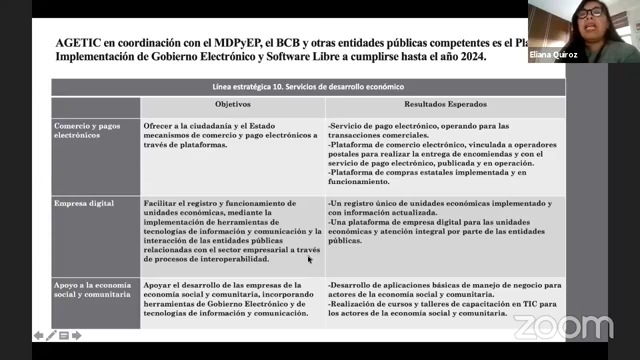 AGETIC en coordinación con el MDPyEP, el BCB y otras entidades públicas competentes es el
Implementación de Gobierno Electrónico y Software Libre a cumplirse hasta el año 2024.
Eliana Quiroz
Línea estratégica 10. Servicios de desarrollo económico
Objetivos
Resultados Esperados
Comercio y pagos
electrónicos
Ofrecer a la ciudadanía y el Estado
mecanismos de comercio y pago electrónicos a
través de plataformas.
-Servicio de pago electrónico, operando para las
transacciones comerciales.
-Plataforma de comercio electrónico, vinculada a operadores
postales para realizar la entrega de encomiendas y con el
servicio de pago electrónico, publicada y en operación.
-Plataforma de compras estatales implementada y en
funcionamiento.
Empresa digital
Facilitar el registro y funcionamiento de
unidades económicas, mediante la
implementación de herramientas de
tecnologías de información y comunicación y la
interacción de las entidades públicas
relacionadas con el sector empresarial a través
de procesos de interoperabilidad.
-Un registro único de unidades económicas implementado y
con información actualizada.
-Una plataforma de empresa digital para las unidades
económicas y atención integral por parte de las entidades
públicas.
Apoyo a la economía
social y comunitaria
Apoyar el desarrollo de las empresas de la
economía social y comunitaria, incorporando
herramientas de Gobierno Electrónico y de
tecnologías de información y comunicación.
-Desarrollo de aplicaciones básicas de manejo de negocio para
actores de la economía social y comunitaria.
-Realización de cursos y talleres de capacitación en TIC para
los actores de la economía social y comunitaria.
zoom